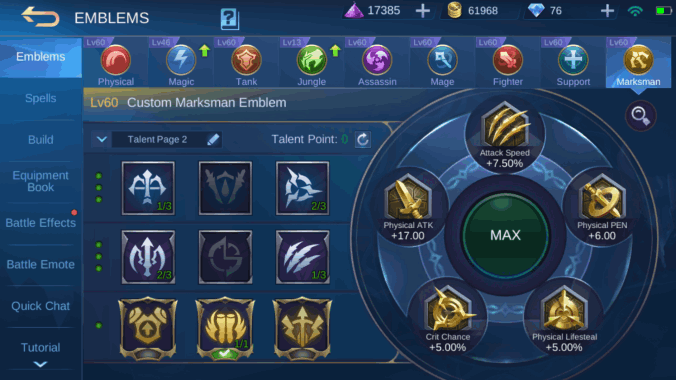 EMBLEMS
17385
61968
76
Emblems
Spells
Build
Equipment
Book
Battle Effects
Battle Emote
Quick Chat
Tutorial
Lv60
Physical
Lv46
Magic
Lv60
Tank
Lv13
Jungle
Lv60
Assassin
Lv60
Mage
Lv60
Fighter
Lv60
Support
Lv60
Marksman
Lv60 Custom Marksman Emblem
Talent Page 2
Talent Point: 0
1/3
2/3
2/3
1/3
1/1
Attack Speed
+7.50%
Physical ATK
+17.00
Physical PEN
+6.00
MAX
Crit Chance
+5.00%
Physical Lifesteal
+5.00%